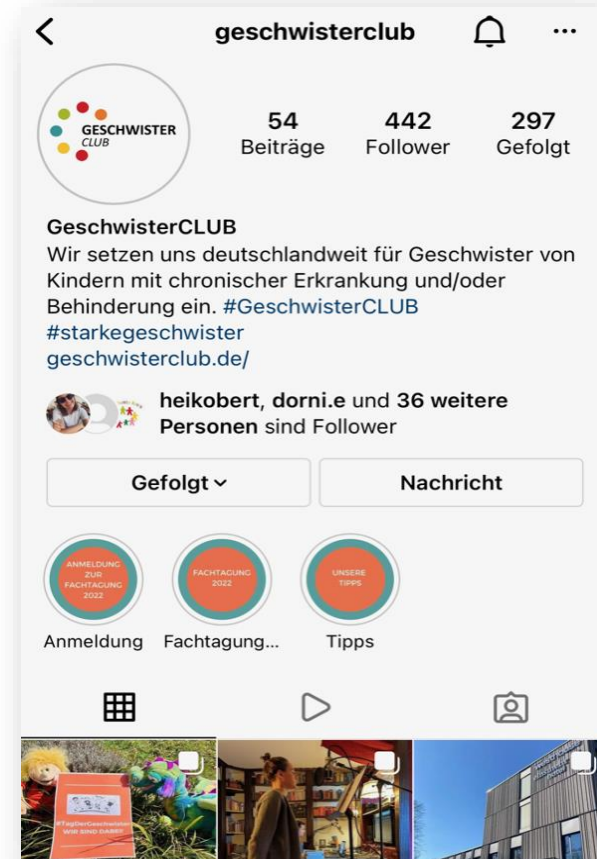 geschwisterclub
GESCHWISTER
CLUB
54 442 297
Beiträge Follower Gefolgt
GeschwisterCLUB
Wir setzen uns deutschlandweit für Geschwister von
Kindern mit chronischer Erkrankung und/oder
Behinderung ein. #GeschwisterCLUB
#starkegeschwister
geschwisterclub.de/
heikobert, dorni.e und 36 weitere
Personen sind Follower
Gefolgt Nachricht
ANMELDUNG
ZUR
FACHTAGUNG
2022
FACHTAGUNG
2022
UNSERE
TIPPS
Anmeldung Fachtagung... Tipps
#TagDerGeschwister
WIR SIND DABEI!